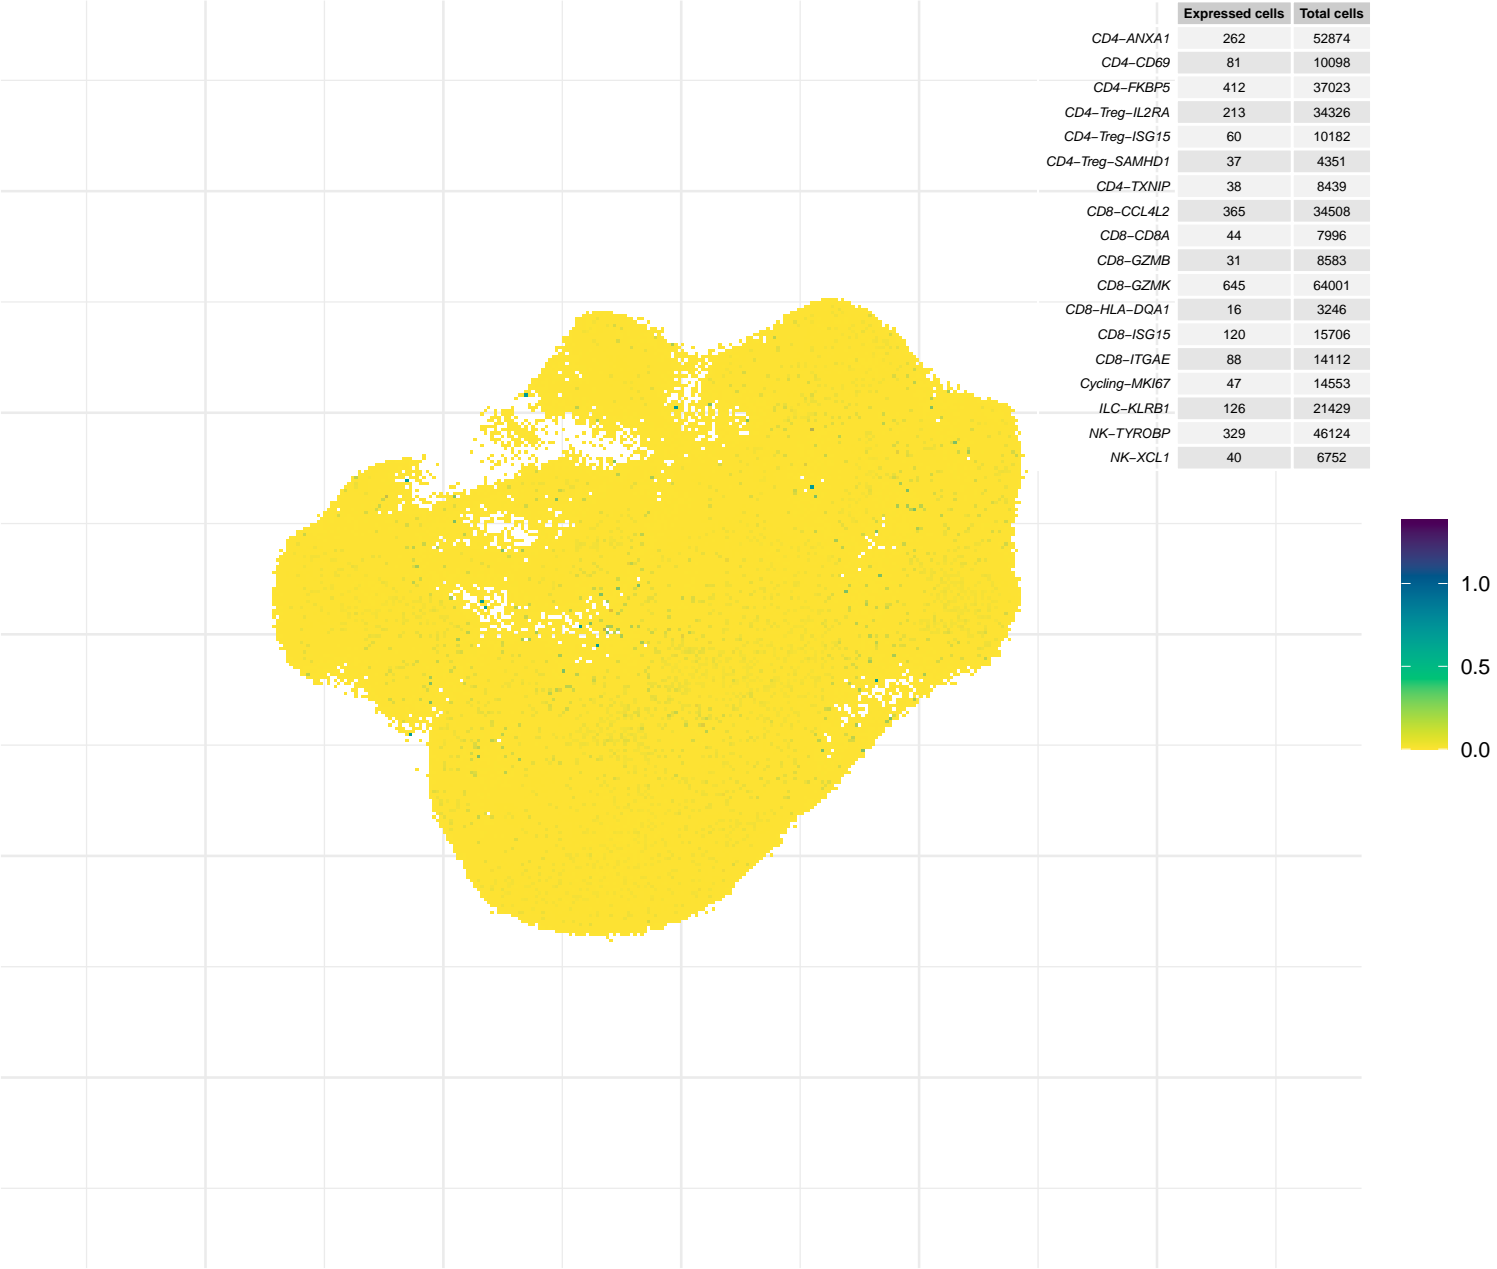 Expressed cells Total cells
CD4−ANXA1 262 52874
CD4−CD69 81 10098
CD4−FKBP5 412 37023
CD4−Treg−IL2RA 213 34326
CD4−Treg−ISG15 60 10182
CD4−Treg−SAMHD1 37 4351
CD4−TXNIP 38 8439
CD8−CCL4L2 365 34508
CD8−CD8A 44 7996
CD8−GZMB 31 8583
CD8−GZMK 645 64001
CD8−HLA−DQA1 16 3246
CD8−ISG15 120 15706
CD8−ITGAE 88 14112
Cycling−MKI67 47 14553
ILC−KLRB1 126 21429
NK−TYROBP 329 46124
NK−XCL1 40 6752
1.0
0.5
0.0